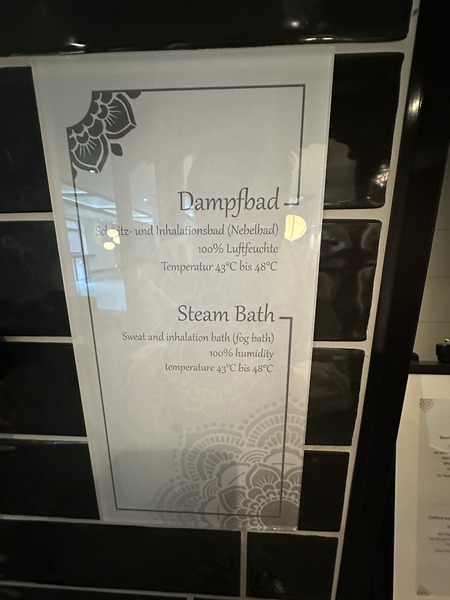 Dampfbad
Schwitz- und Inhalationsbad (Nebelbad)
100% Luftfeuchte
Temperatur 43°C bis 48°C
Steam Bath
Sweat and inhalation bath (fog bath)
100% humidity
temperature 43°C bis 48°C